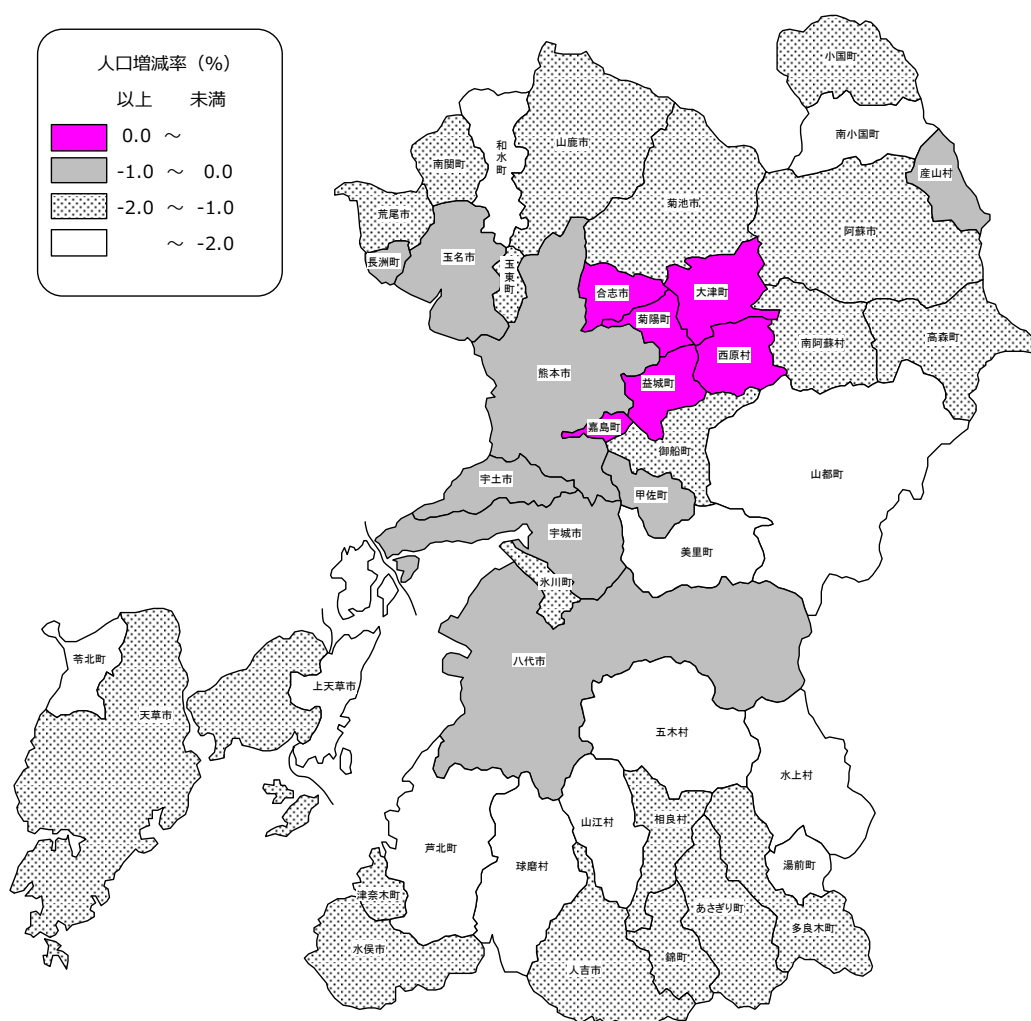 人口増減率（%）
以上　未満
0.0 ～
-1.0 ～ 0.0
-2.0 ～ -1.0
～ -2.0
小国町
南小国町
産山村
和水町
山鹿市
南関町
菊池市
荒尾市
阿蘇市
長洲町
玉名市
玉東町
合志市
大津町
菊陽町
南阿蘇村
高森町
西原村
熊本市
益城町
嘉島町
御船町
山都町
宇土市
甲佐町
宇城市
美里町
氷川町
苓北町
八代市
上天草市
天草市
五木村
水上村
相良村
山江村
芦北町
球磨村
湯前町
津奈木町
あさぎり町
多良木町
水俣市
錦町
人吉市